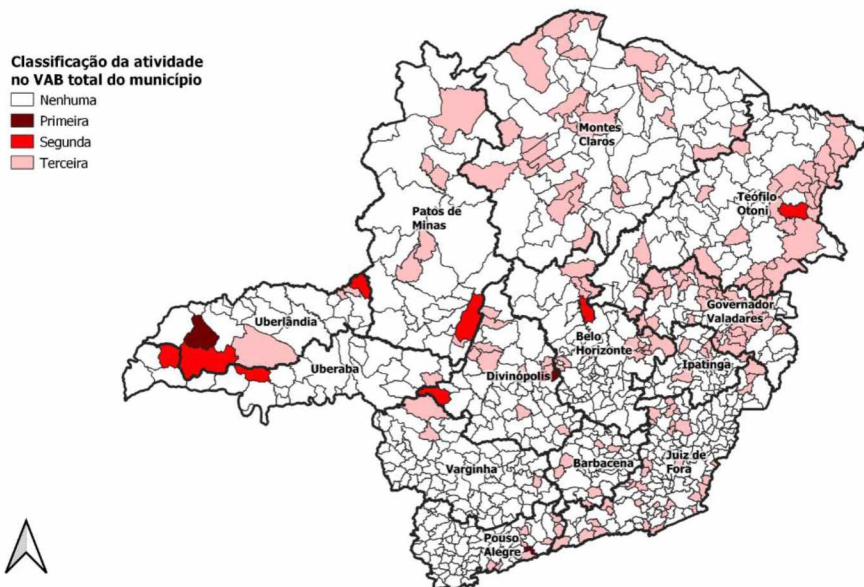 Classificação da atividade
no VAB total do município
Nenhuma
Primeira
Segunda
Terceira
Montes
Claros
Teófilo
Otoni
Patos de
Minas
Governador
Valadares
Uberlândia
Belo
Horizonte
Ipatinga
Uberaba
Divinópolis
Varginha
Barbacena
Juiz de
Fora
Pouso
Alegre